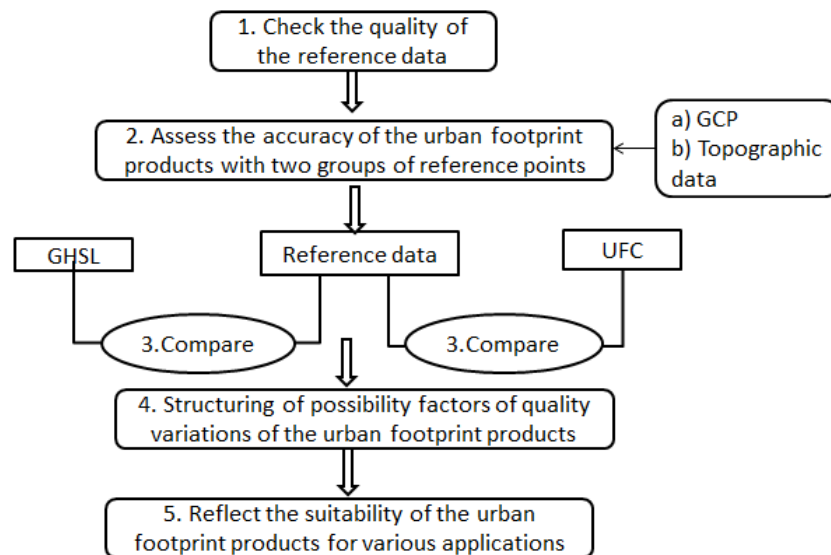 1. Check the quality of
the reference data
2. Assess the accuracy of the urban footprint
products with two groups of reference points
a) GCP
b) Topographic
data
GHSL
Reference data
UFC
3.Compare
3.Compare
4. Structuring of possibility factors of quality
variations of the urban footprint products
5. Reflect the suitability of the urban
footprint products for various applications